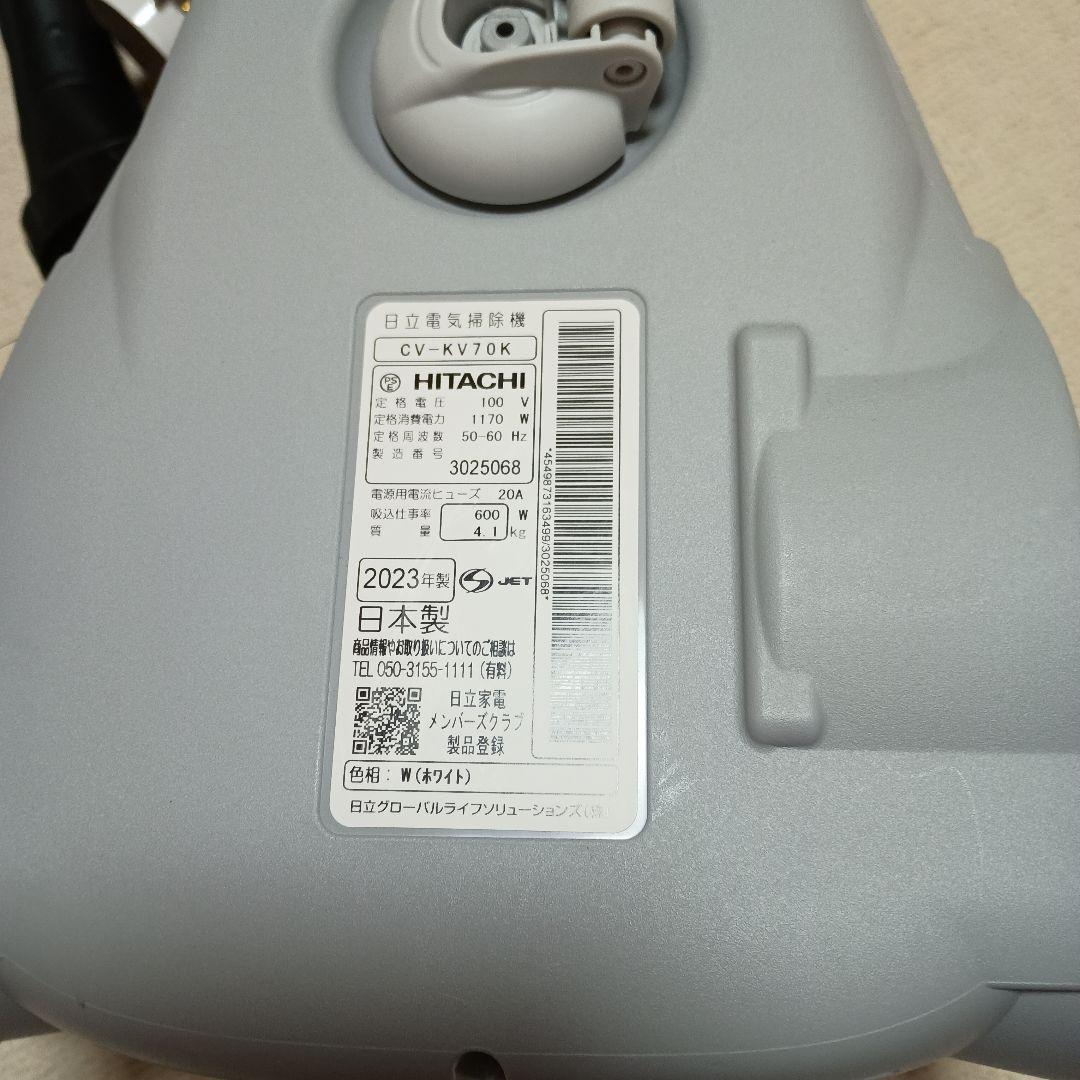 日立電気掃除機
CV-KV70K
PSE HITACHI
定格電圧 100 V
定格消費電力 1170 W
定格周波数 50-60 Hz
製造番号 3025068
電源用電流ヒューズ 20A
吸込仕事率 600 W
質量 4.1 kg
2023年製 S JET
日本製
商品情報やお取り扱いについてのご相談は
TEL 050-3155-1111（有料）
日立家電
メンバーズクラブ
製品登録
色相：W（ホワイト）
日立グローバルライフソリューションズ（株）
*4549873163499/3025068*